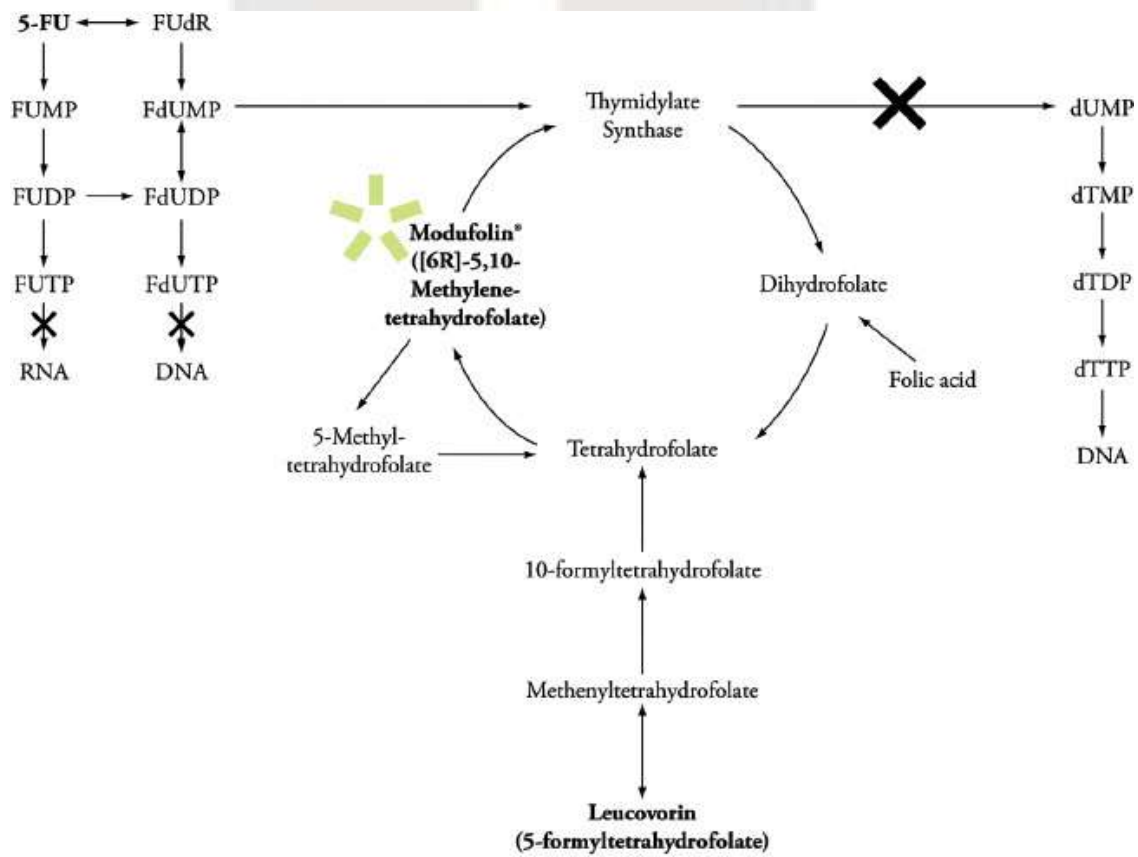 5-FU
FUdR
FUMP
FdUMP
Thymidylate
Synthase
dUMP
FUDP
FdUDP
dTMP
Modufolin®
([6R]-5,10-
Methylene-
tetrahydrofolate)
FUTP
FdUTP
Dihydrofolate
dTDP
RNA
DNA
Folic acid
dTTP
5-Methyl-
tetrahydrofolate
Tetrahydrofolate
DNA
10-formyltetrahydrofolate
Methenyltetrahydrofolate
Leucovorin
(5-formyltetrahydrofolate)